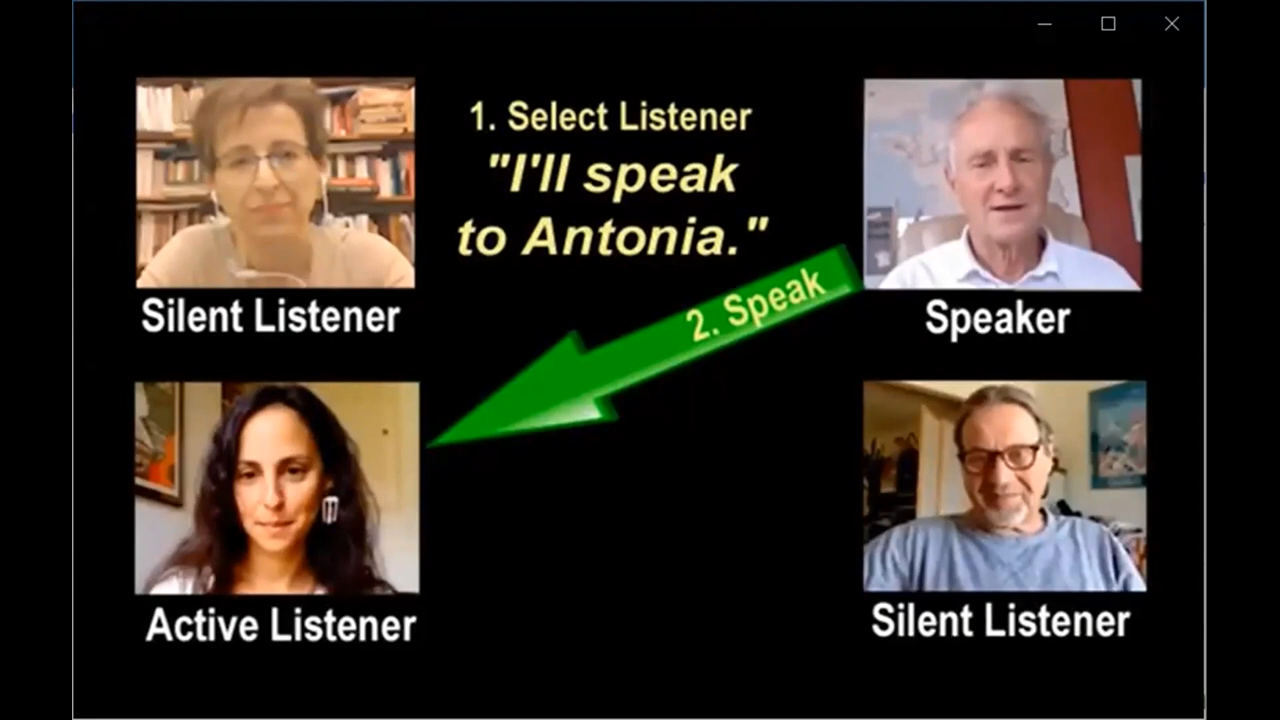 1. Select Listener
"I'll speak
to Antonia."
2. Speak
Silent Listener
Speaker
Active Listener
Silent Listener